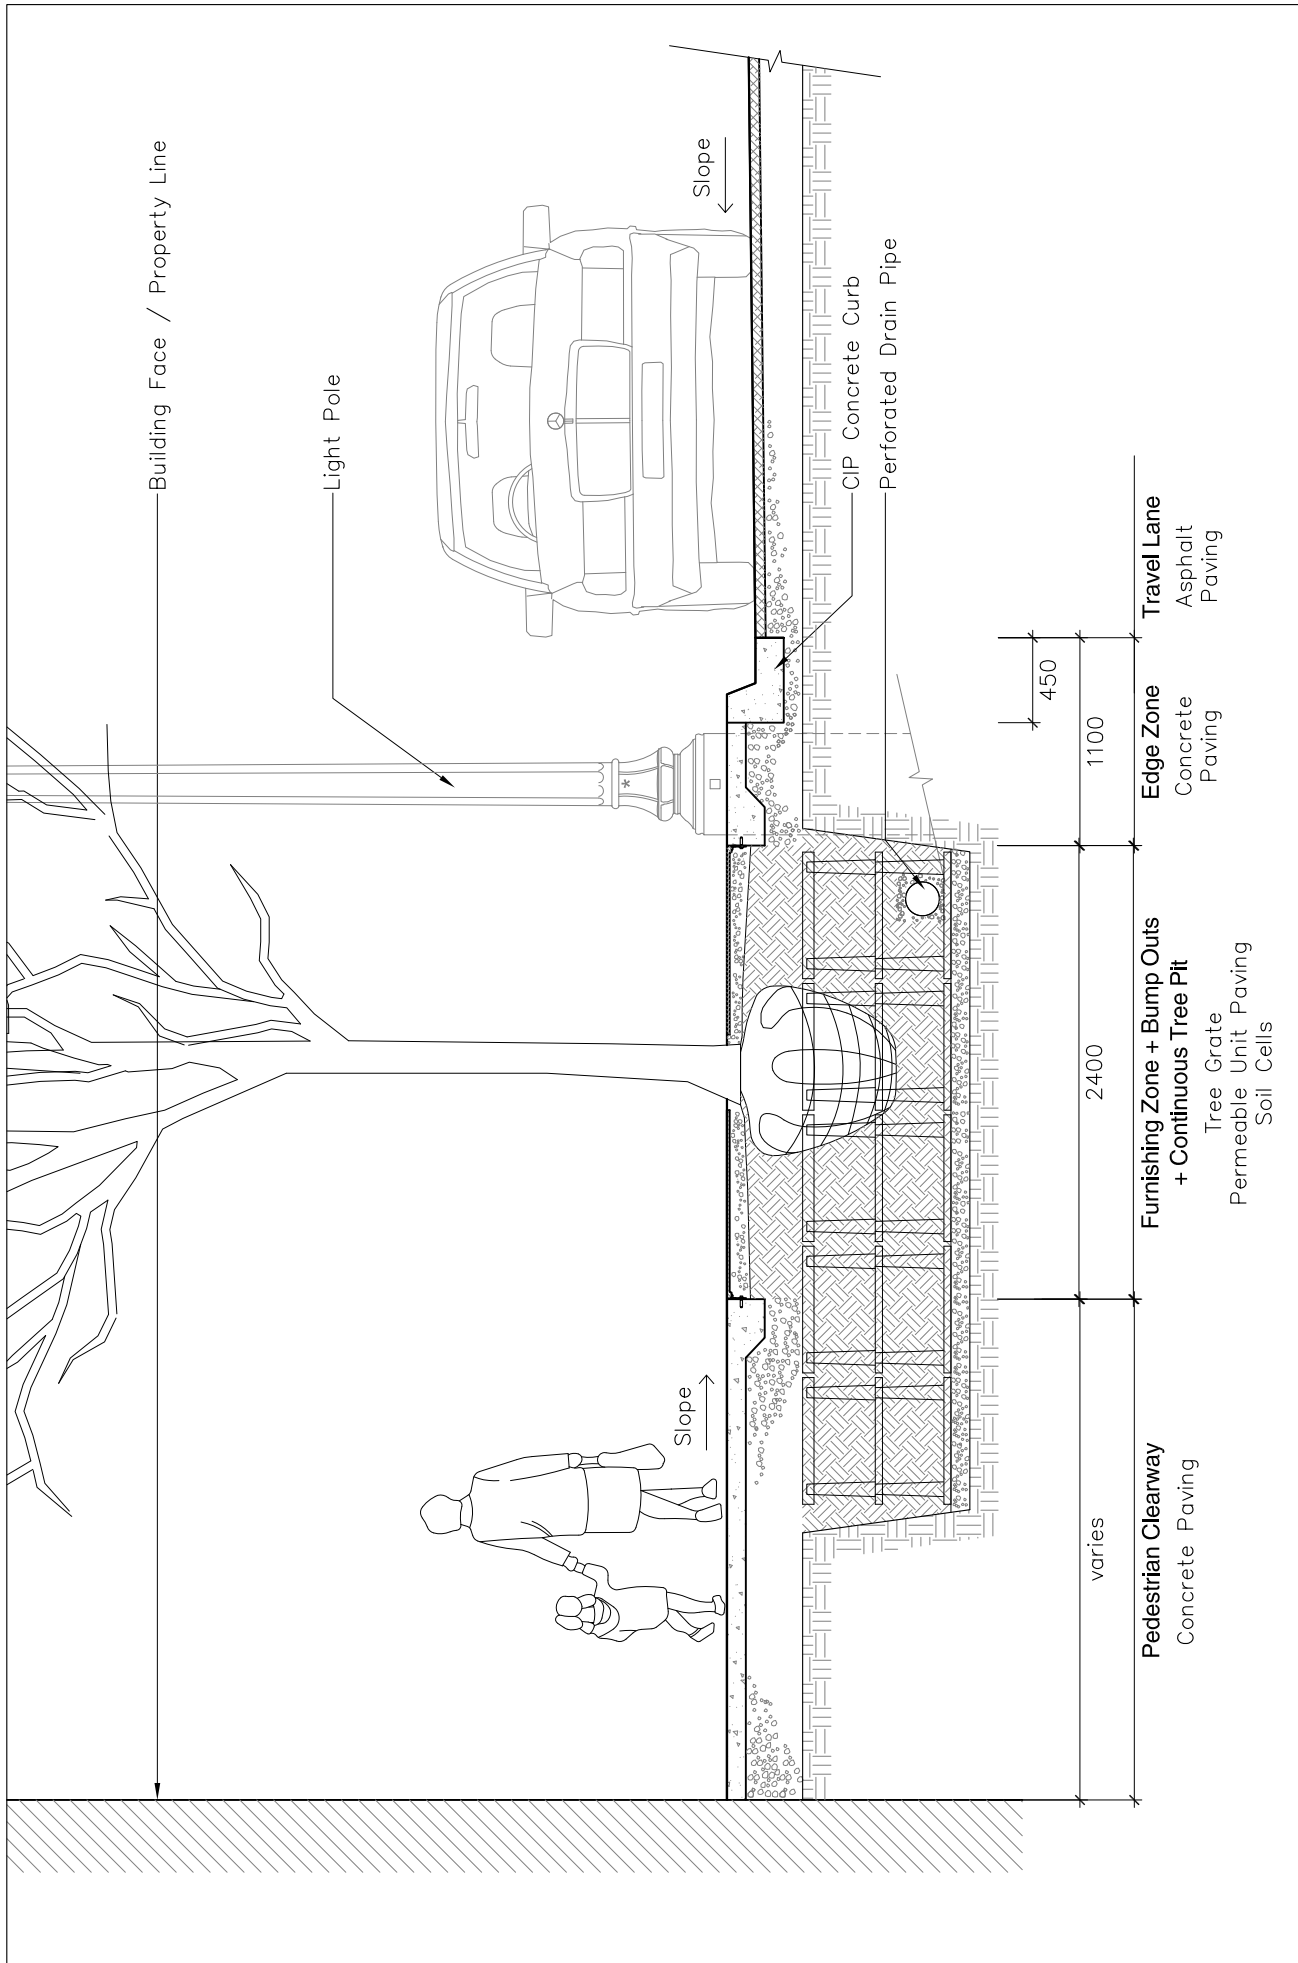 Building Face / Property Line
Light Pole
Slope
Slope
CIP Concrete Curb
Perforated Drain Pipe
450
varies
2400
1100
Pedestrian Clearway
Concrete Paving
Furnishing Zone + Bump Outs
+ Continuous Tree Pit
Tree Grate
Permeable Unit Paving
Soil Cells
Edge Zone
Concrete
Paving
Travel Lane
Asphalt
Paving